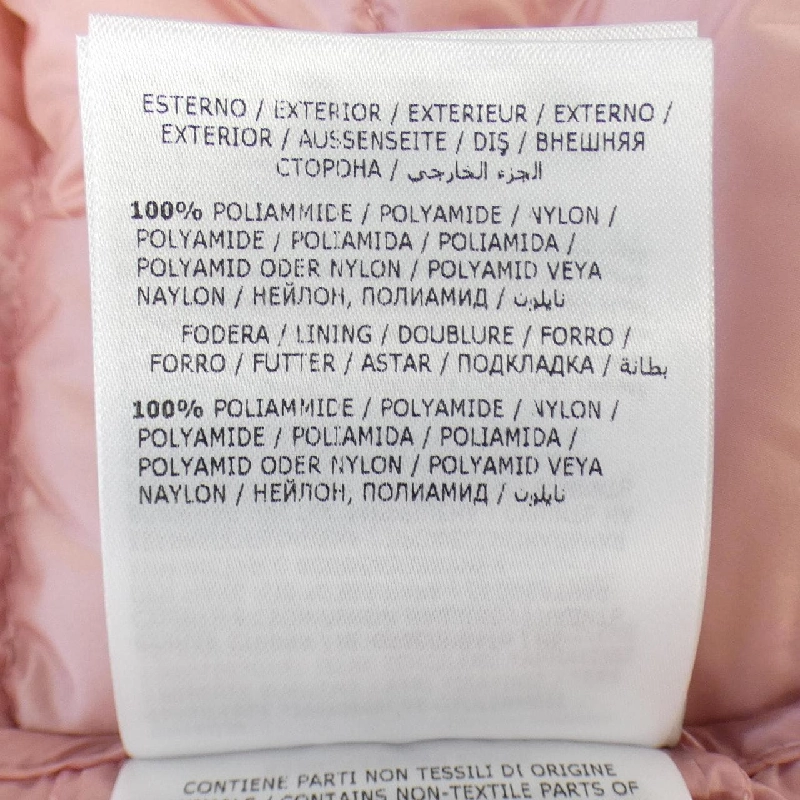 ESTERNO / EXTERIOR / EXTERIEUR / EXTERNO /
EXTERIOR / AUSSENSEITE / DIŞ / ВНЕШНЯЯ
СТОРОНА / الجزء الخارجي
100% POLIAMMIDE / POLYAMIDE / NYLON /
POLYAMIDE / POLIAMIDA / POLIAMIDA /
POLYAMID ODER NYLON / POLYAMID VEYA
NAYLON / НЕЙЛОН, ПОЛИАМИД / نايلون
FODERA / LINING / DOUBLURE / FORRO /
FORRO / FUTTER / ASTAR / ПОДКЛАДКА / بطانة
100% POLIAMMIDE / POLYAMIDE / NYLON /
POLYAMIDE / POLIAMIDA / POLIAMIDA /
POLYAMID ODER NYLON / POLYAMID VEYA
NAYLON / НЕЙЛОН, ПОЛИАМИД / نايلون
CONTIENE PARTI NON TESSILI DI ORIGINE
/ CONTAINS NON-TEXTILE PARTS OF